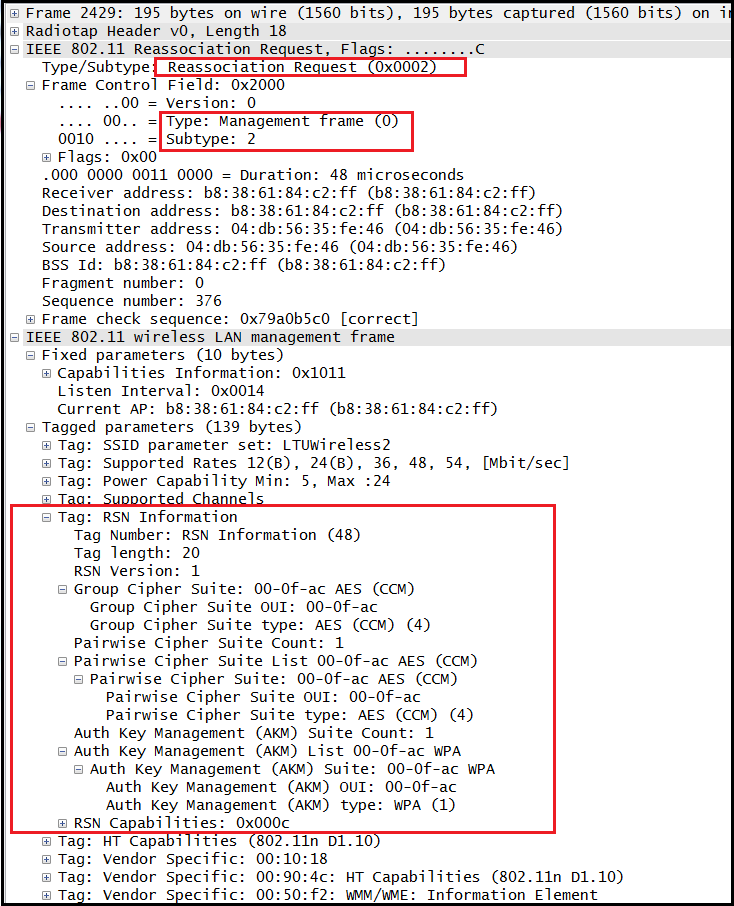 Frame 2429: 195 bytes on wire (1560 bits), 195 bytes captured (1560 bits) on in
Radiotap Header v0, Length 18
IEEE 802.11 Reassociation Request, Flags: ........C
Type/Subtype: Reassociation Request (0x0002)
Frame Control Field: 0x2000
.... ..00 = Version: 0
.... 00.. = Type: Management frame (0)
0010 .... = Subtype: 2
Flags: 0x00
.000 0000 0011 0000 = Duration: 48 microseconds
Receiver address: b8:38:61:84:c2:ff (b8:38:61:84:c2:ff)
Destination address: b8:38:61:84:c2:ff (b8:38:61:84:c2:ff)
Transmitter address: 04:db:56:35:fe:46 (04:db:56:35:fe:46)
Source address: 04:db:56:35:fe:46 (04:db:56:35:fe:46)
BSS Id: b8:38:61:84:c2:ff (b8:38:61:84:c2:ff)
Fragment number: 0
Sequence number: 376
Frame check sequence: 0x79a0b5c0 [correct]
IEEE 802.11 wireless LAN management frame
Fixed parameters (10 bytes)
Capabilities Information: 0x1011
Listen Interval: 0x0014
Current AP: b8:38:61:84:c2:ff (b8:38:61:84:c2:ff)
Tagged parameters (139 bytes)
Tag: SSID parameter set: LTUWireless2
Tag: Supported Rates 12(B), 24(B), 36, 48, 54, [Mbit/sec]
Tag: Power Capability Min: 5, Max :24
Tag: Supported Channels
Tag: RSN Information
Tag Number: RSN Information (48)
Tag length: 20
RSN Version: 1
Group Cipher Suite: 00-0f-ac AES (CCM)
Group Cipher Suite OUI: 00-0f-ac
Group Cipher Suite type: AES (CCM) (4)
Pairwise Cipher Suite Count: 1
Pairwise Cipher Suite List 00-0f-ac AES (CCM)
Pairwise Cipher Suite: 00-0f-ac AES (CCM)
Pairwise Cipher Suite OUI: 00-0f-ac
Pairwise Cipher Suite type: AES (CCM) (4)
Auth Key Management (AKM) Suite Count: 1
Auth Key Management (AKM) List 00-0f-ac WPA
Auth Key Management (AKM) Suite: 00-0f-ac WPA
Auth Key Management (AKM) OUI: 00-0f-ac
Auth Key Management (AKM) type: WPA (1)
RSN Capabilities: 0x000c
Tag: HT Capabilities (802.11n D1.10)
Tag: Vendor Specific: 00:10:18
Tag: Vendor Specific: 00:90:4c: HT Capabilities (802.11n D1.10)
Tag: Vendor Specific: 00:50:f2: WMM/WME: Information Element